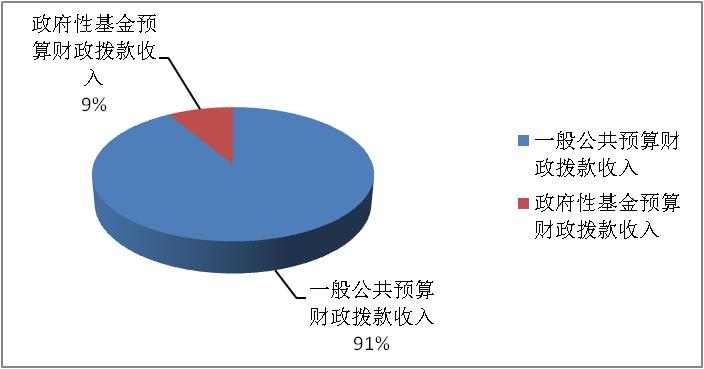 政府性基金预
算财政拨款收
入
9%
一般公共预算财
政拨款收入
政府性基金预算
财政拨款收入
一般公共预算
财政拨款收入
91%